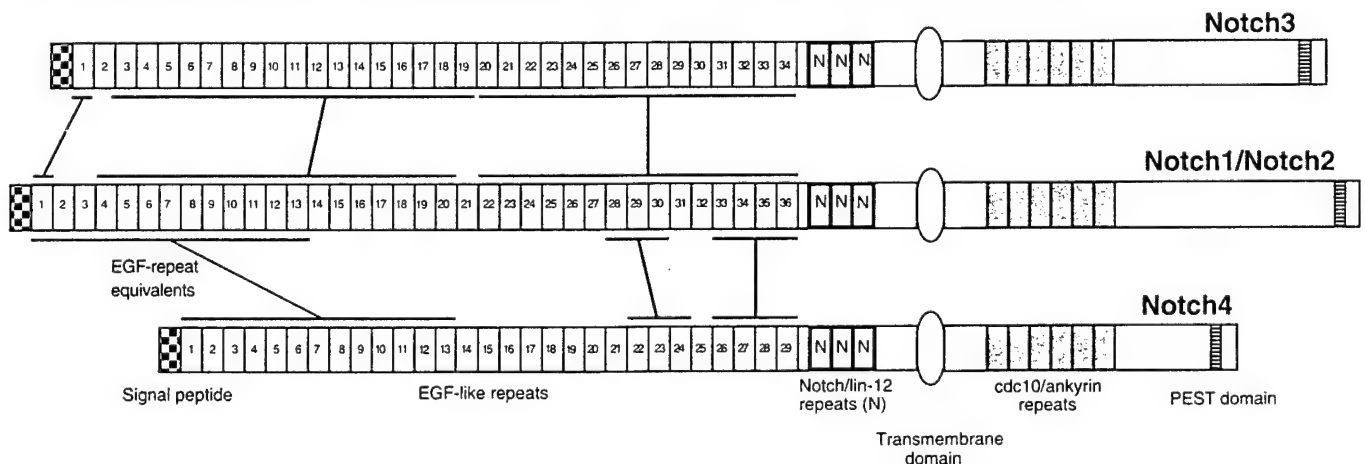 Notch3
1 2 3 4 5 6 7 8 9 10 11 12 13 14 15 16 17 18 19 20 21 22 23 24 25 26 27 28 29 30 31 32 33 34 N N N
Notch1/Notch2
1 2 3 4 5 6 7 8 9 10 11 12 13 14 15 16 17 18 19 20 21 22 23 24 25 26 27 28 29 30 31 32 33 34 35 36 N N N
EGF-repeat
equivalents
Notch4
1 2 3 4 5 6 7 8 9 10 11 12 13 14 15 16 17 18 19 20 21 22 23 24 25 26 27 28 29 N N N
Signal peptide
EGF-like repeats
Notch/lin-12
repeats (N)
Transmembrane
domain
cdc10/ankyrin
repeats
PEST domain